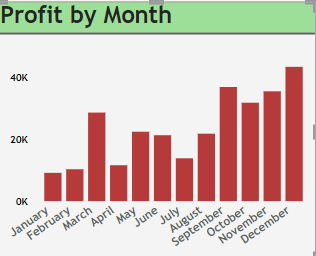 Profit by Month
40K
20K
0K
January
February
March
April
May
June
July
August
September
October
November
December